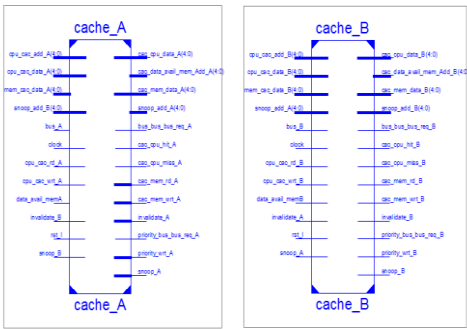 cache_A
cpu_cac_add_A(4:0)
cac_cpu_data_A(4:0)
cpu_cac_data_A(4:0)
cac_data_avail_mem_Add_A(4:0)
mem_cac_data_A(4:0)
cac_mem_data_A(4:0)
snoop_add_B(4:0)
snoop_add_A(4:0)
bus_A
bus_bus_bus_req_A
clock
cac_cpu_hit_A
cpu_cac_rd_A
cac_cpu_miss_A
cpu_cac_wrt_A
cac_mem_rd_A
data_avail_memA
cac_mem_wrt_A
invalidate_B
invalidate_A
rst_l
priority_bus_bus_req_A
snoop_B
priority_wrt_A
snoop_A
cache_A
cache_B
cpu_cac_add_B(4:0)
cac_cpu_data_B(4:0)
cpu_cac_data_B(4:0)
cac_data_avail_mem_Add_B(4:0)
mem_cac_data_B(4:0)
cac_mem_data_B(4:0)
snoop_add_A(4:0)
snoop_add_B(4:0)
bus_B
bus_bus_bus_req_B
clock
cac_cpu_hit_B
cpu_cac_rd_B
cac_cpu_miss_B
cpu_cac_wrt_B
cac_mem_rd_B
data_avail_memB
cac_mem_wrt_B
invalidate_A
invalidate_B
rst_l
priority_bus_bus_req_B
snoop_A
priority_wrt_B
snoop_B
cache_B